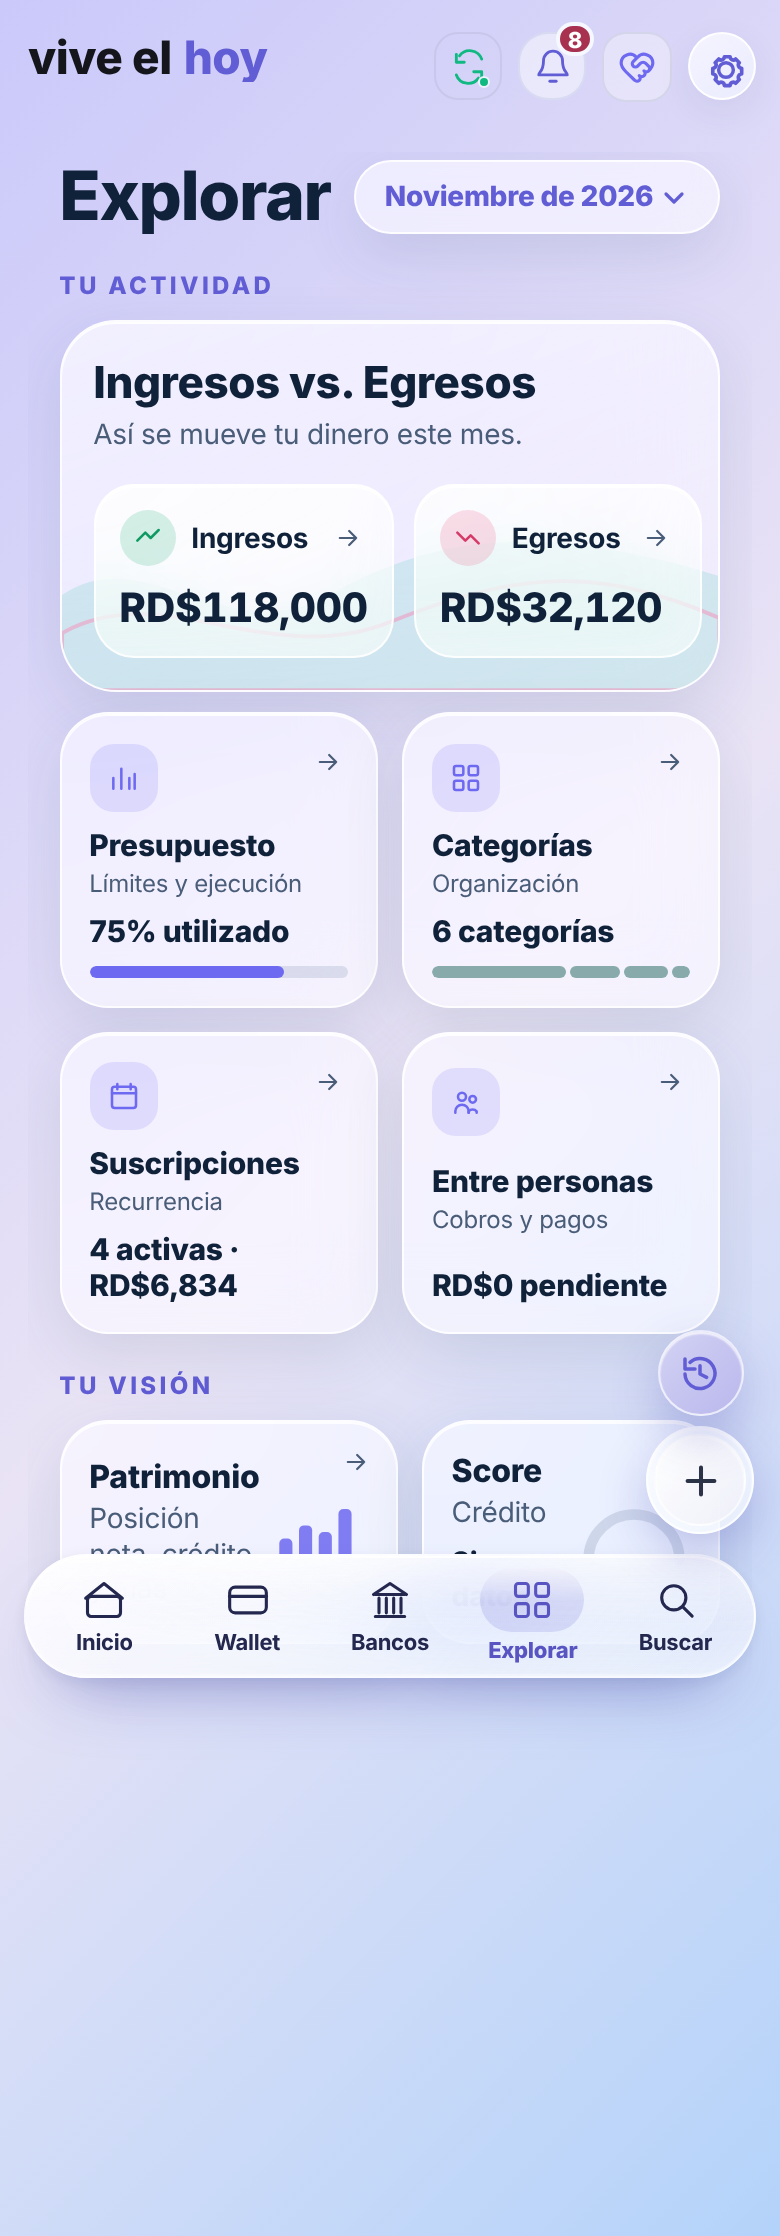 vive el hoy
8
Explorar
Noviembre de 2026
TU ACTIVIDAD
Ingresos vs. Egresos
Así se mueve tu dinero este mes.
Ingresos
RD$118,000
Egresos
RD$32,120
Presupuesto
Límites y ejecución
75% utilizado
Categorías
Organización
6 categorías
Suscripciones
Recurrencia
4 activas ·
RD$6,834
Entre personas
Cobros y pagos
RD$0 pendiente
TU VISIÓN
Patrimonio
Posición
neta, crédito
Score
Crédito
Inicio
Wallet
Bancos
Explorar
Buscar